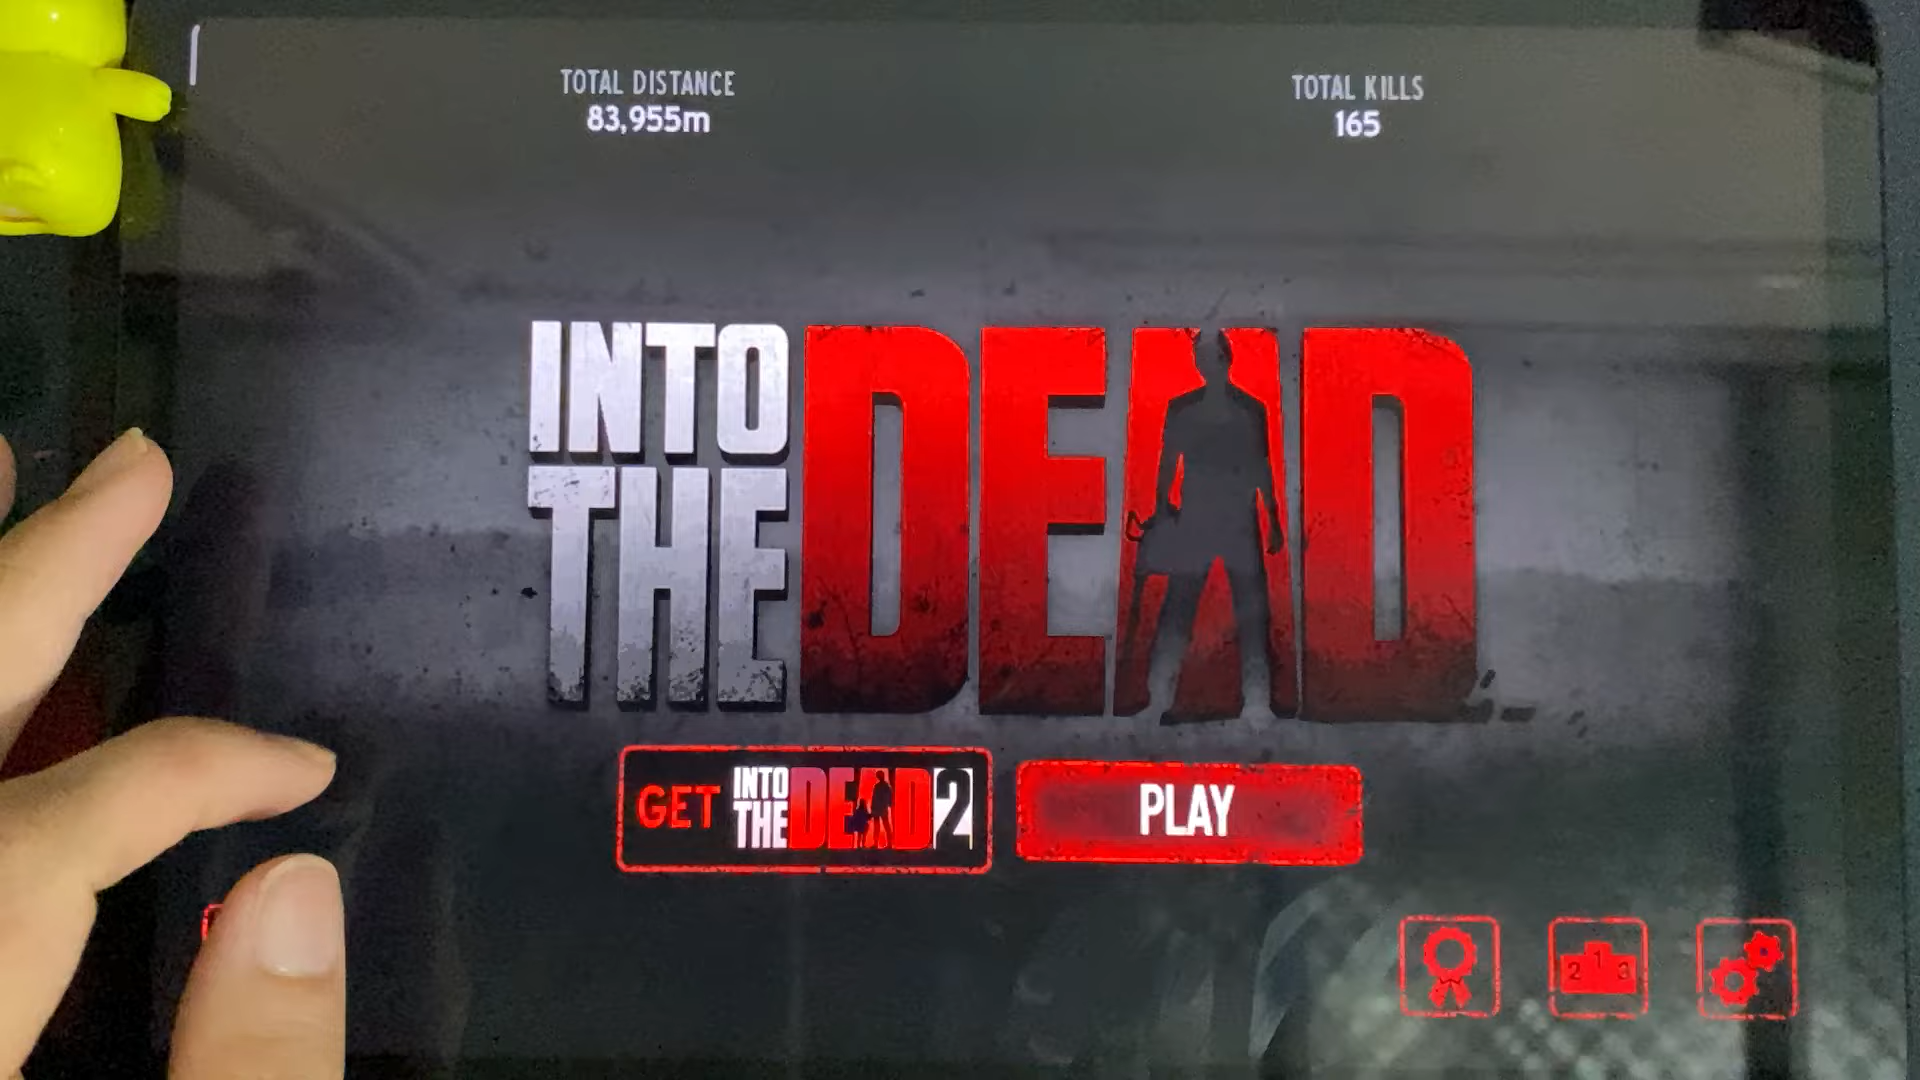 TOTAL DISTANCE
83,955m
TOTAL KILLS
165
INTO
THE
DEAD
GET INTO THE DEAD 2
PLAY
2 1 3